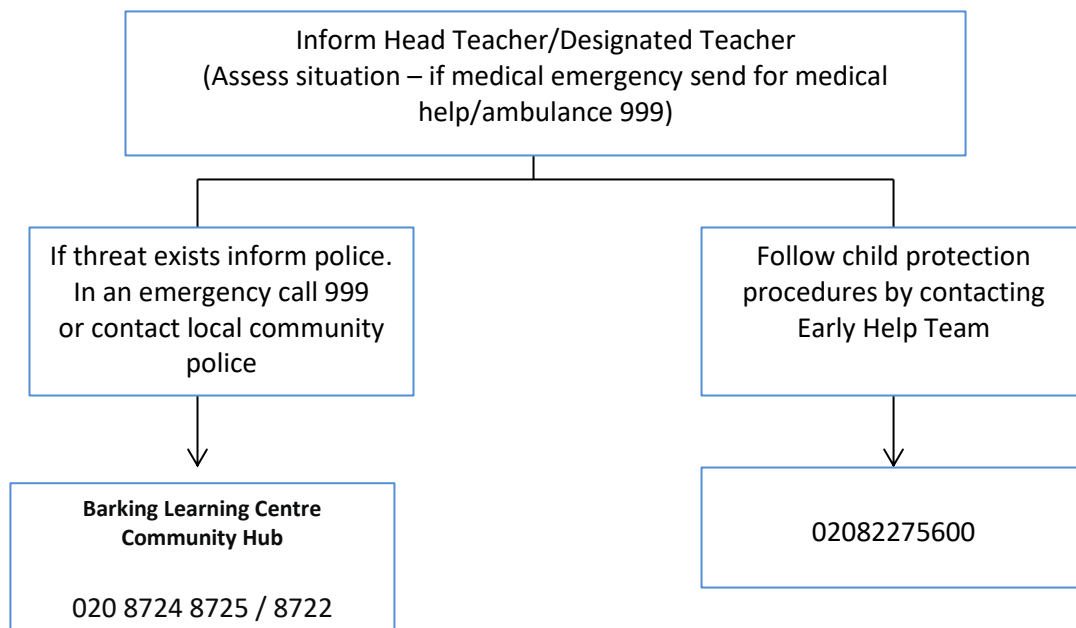 Inform Head Teacher/Designated Teacher
(Assess situation – if medical emergency send for medical
help/ambulance 999)
If threat exists inform police.
In an emergency call 999
or contact local community
police
Follow child protection
procedures by contacting
Early Help Team
Barking Learning Centre
Community Hub
020 8724 8725 / 8722
02082275600